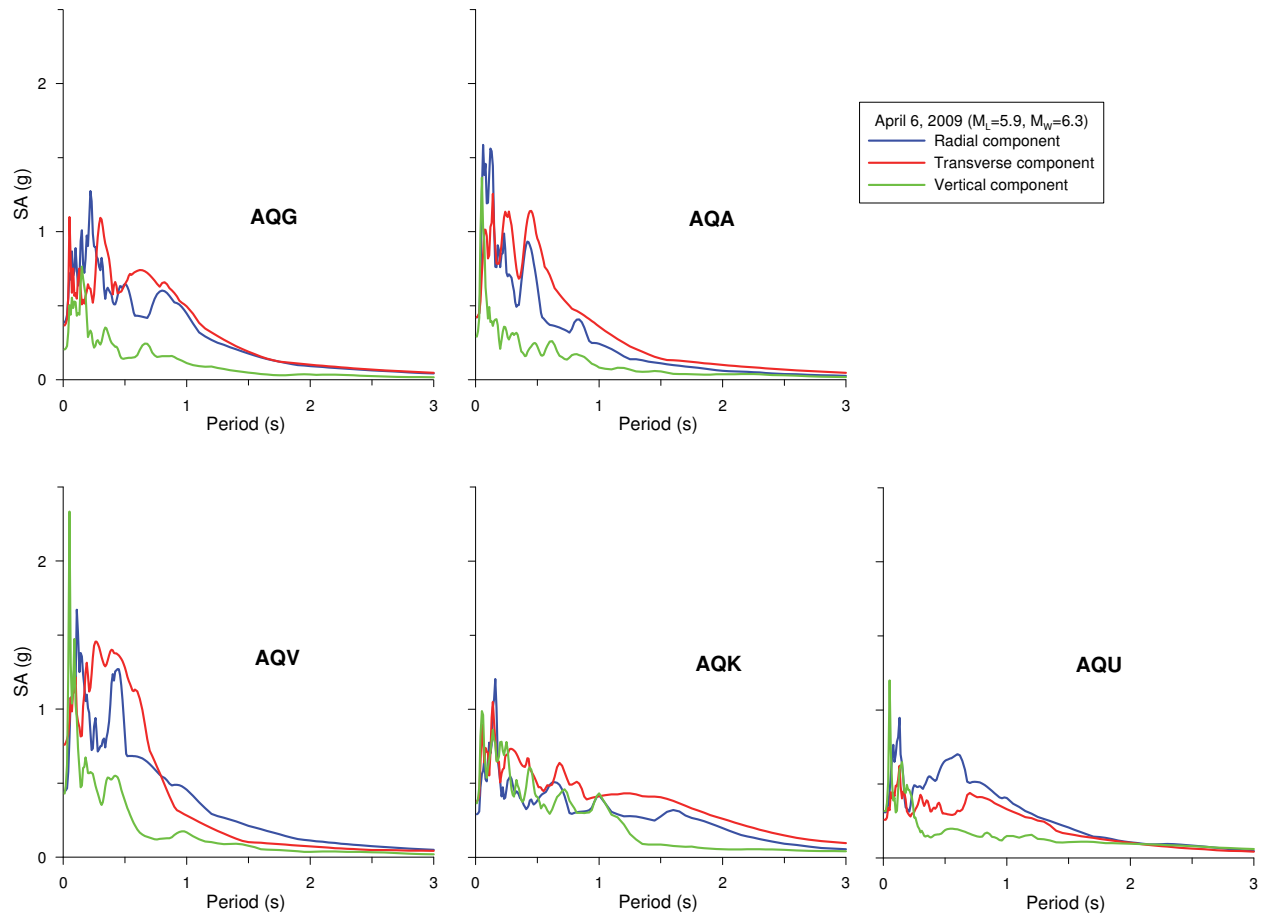 2
1
0
SA (g)
AQG
0 1 2 3
Period (s)
AQA
0 1 2 3
Period (s)
April 6, 2009 (ML=5.9, MW=6.3)
Radial component
Transverse component
Vertical component
2
1
0
SA (g)
AQV
0 1 2 3
Period (s)
AQK
0 1 2 3
Period (s)
AQU
0 1 2 3
Period (s)